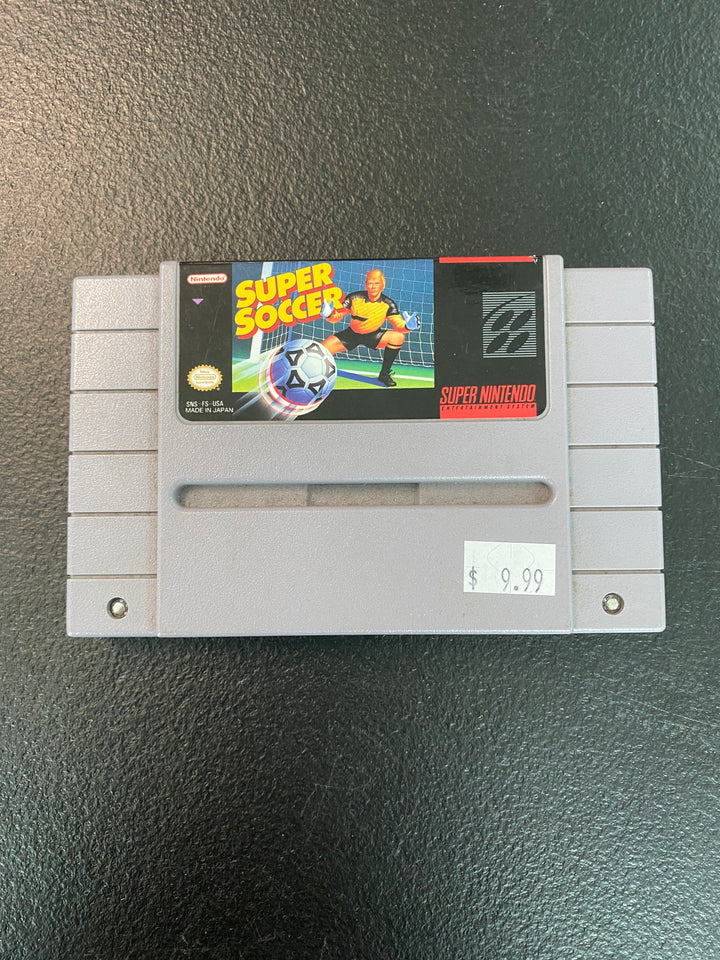 Nintendo
SUPER
SOCCER
SNS-FS-USA
MADE IN JAPAN
SUPER NINTENDO
ENTERTAINMENT SYSTEM
$ 9.99